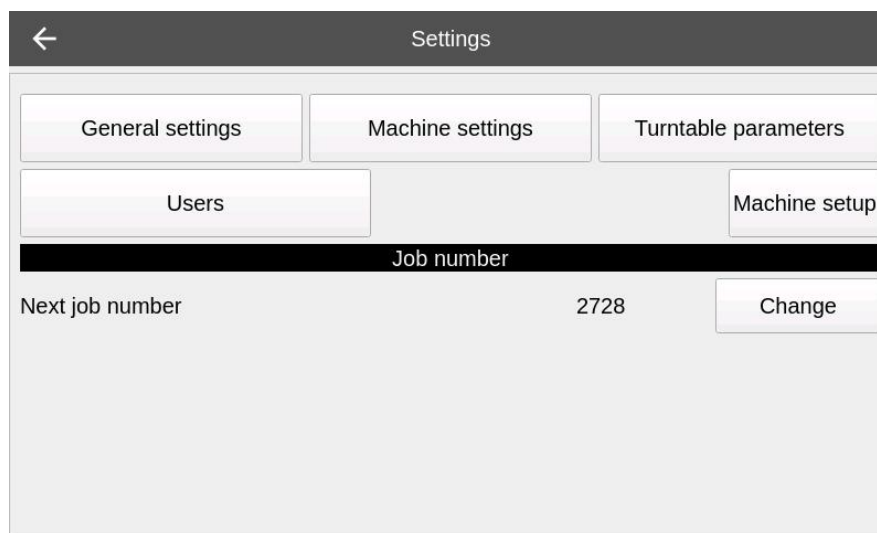 Settings
General settings Machine settings Turntable parameters
Users Machine setup
Job number
Next job number 2728 Change